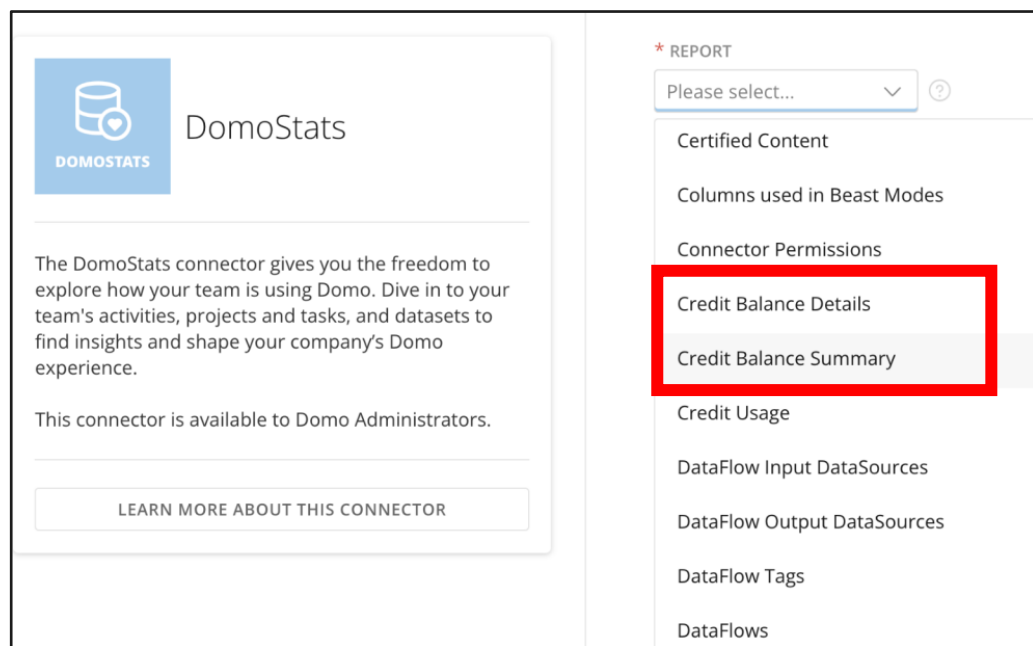 DOMOSTATS
DomoStats
The DomoStats connector gives you the freedom to
explore how your team is using Domo. Dive in to your
team's activities, projects and tasks, and datasets to
find insights and shape your company’s Domo
experience.
This connector is available to Domo Administrators.
LEARN MORE ABOUT THIS CONNECTOR
* REPORT
Please select...
?
Certified Content
Columns used in Beast Modes
Connector Permissions
Credit Balance Details
Credit Balance Summary
Credit Usage
DataFlow Input DataSources
DataFlow Output DataSources
DataFlow Tags
DataFlows